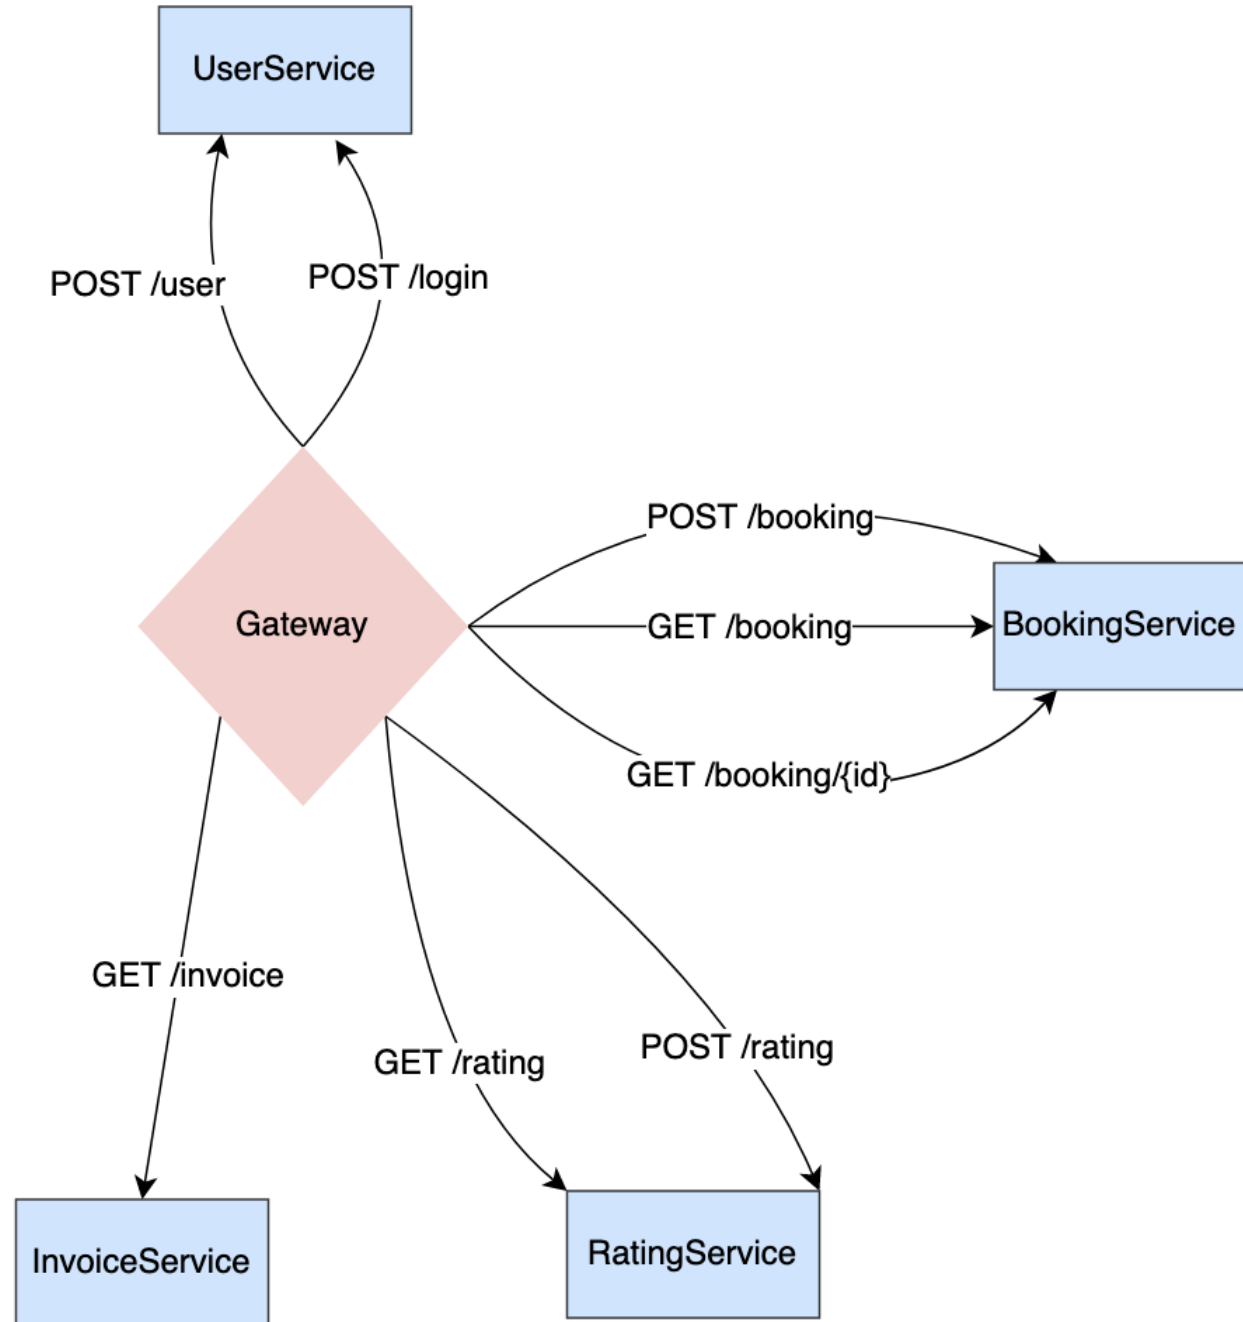 UserService
POST /user
POST /login
POST /booking
Gateway
GET /booking
BookingService
GET /booking/{id}
GET /invoice
GET /rating
POST /rating
InvoiceService
RatingService